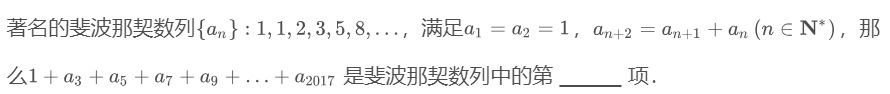 著名的斐波那契数列{aₙ} : 1, 1, 2, 3, 5, 8, . . . ，满足a₁ = a₂ = 1，aₙ₊₂ = aₙ₊₁ + aₙ (n ∈ N*)，那
么1 + a₃ + a₅ + a₇ + a₉ + . . . + a₂₀₁₇ 是斐波那契数列中的第 ______ 项．